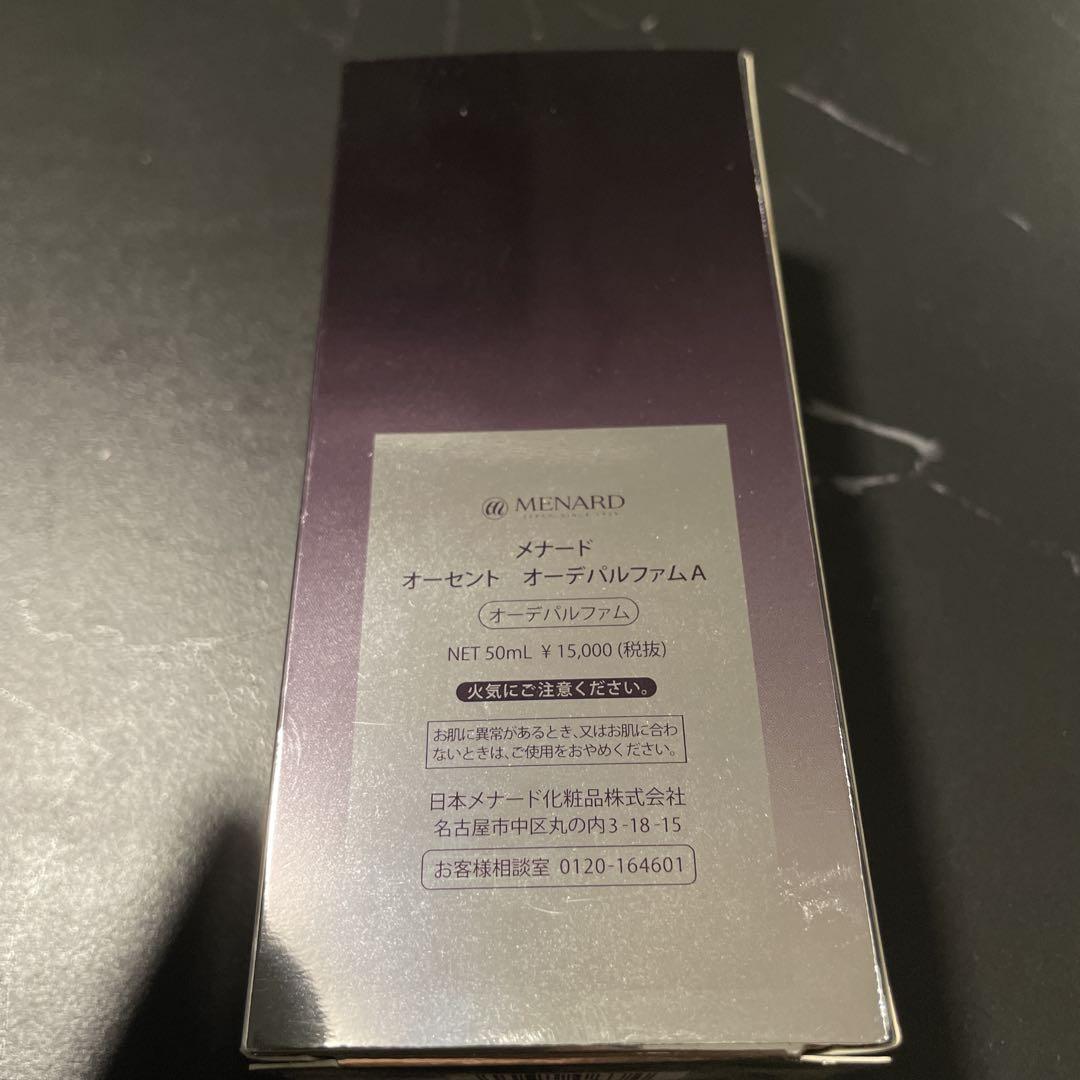 MENARD
JAPAN SINCE 1959
メナード
オーセント オーデパルファムA
オーデパルファム
NET 50mL ¥15,000(税抜)
火気にご注意ください。
お肌に異常があるとき、又はお肌に合わ
ないときは、ご使用をおやめください。
日本メナード化粧品株式会社
名古屋市中区丸の内3-18-15
お客様相談室 0120-164601